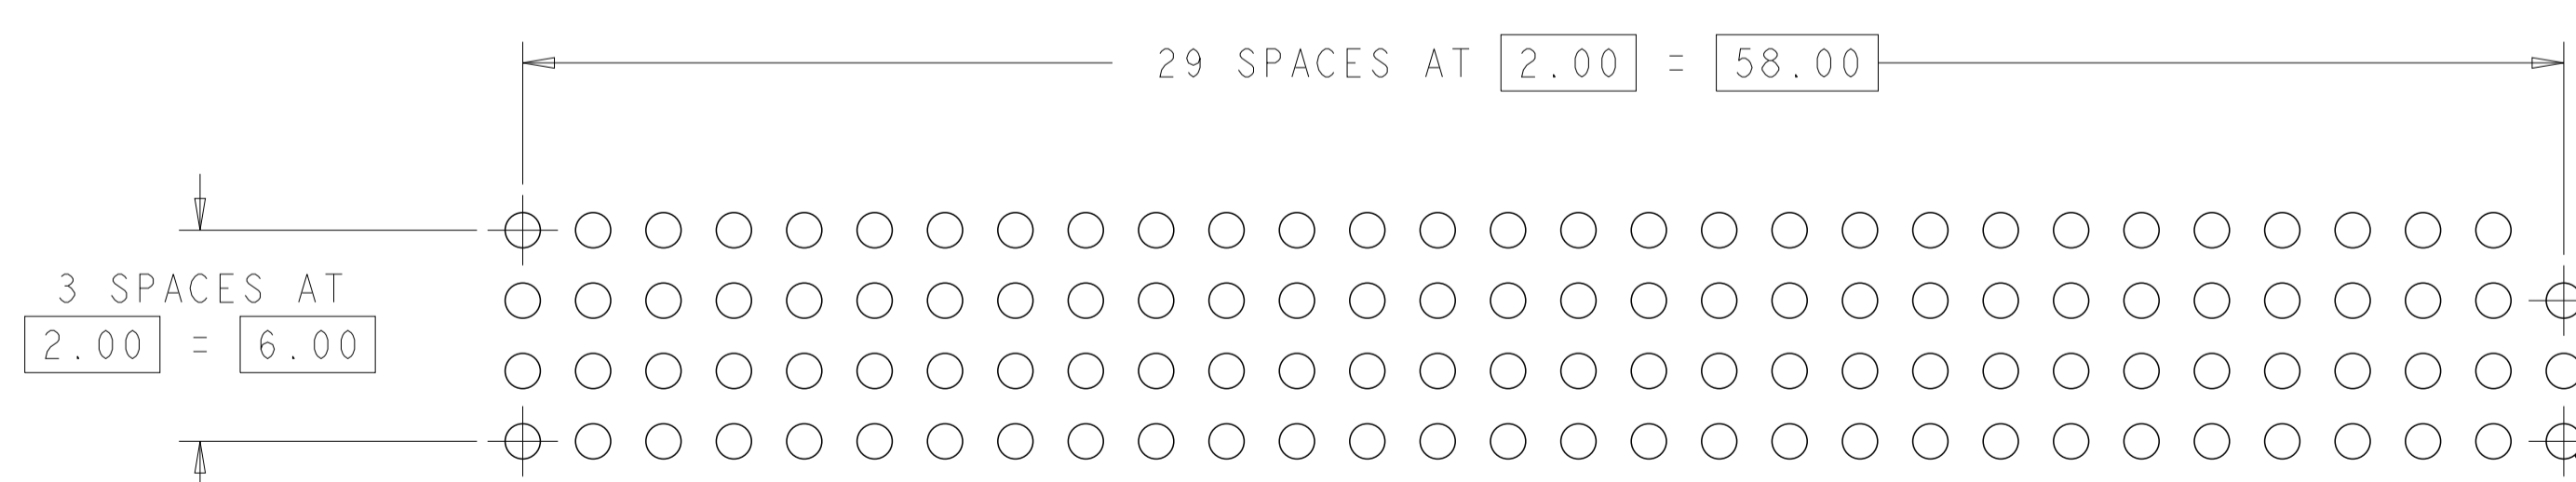 29 SPACES AT 2.00 = 58.00
3 SPACES AT
2.00 = 6.00